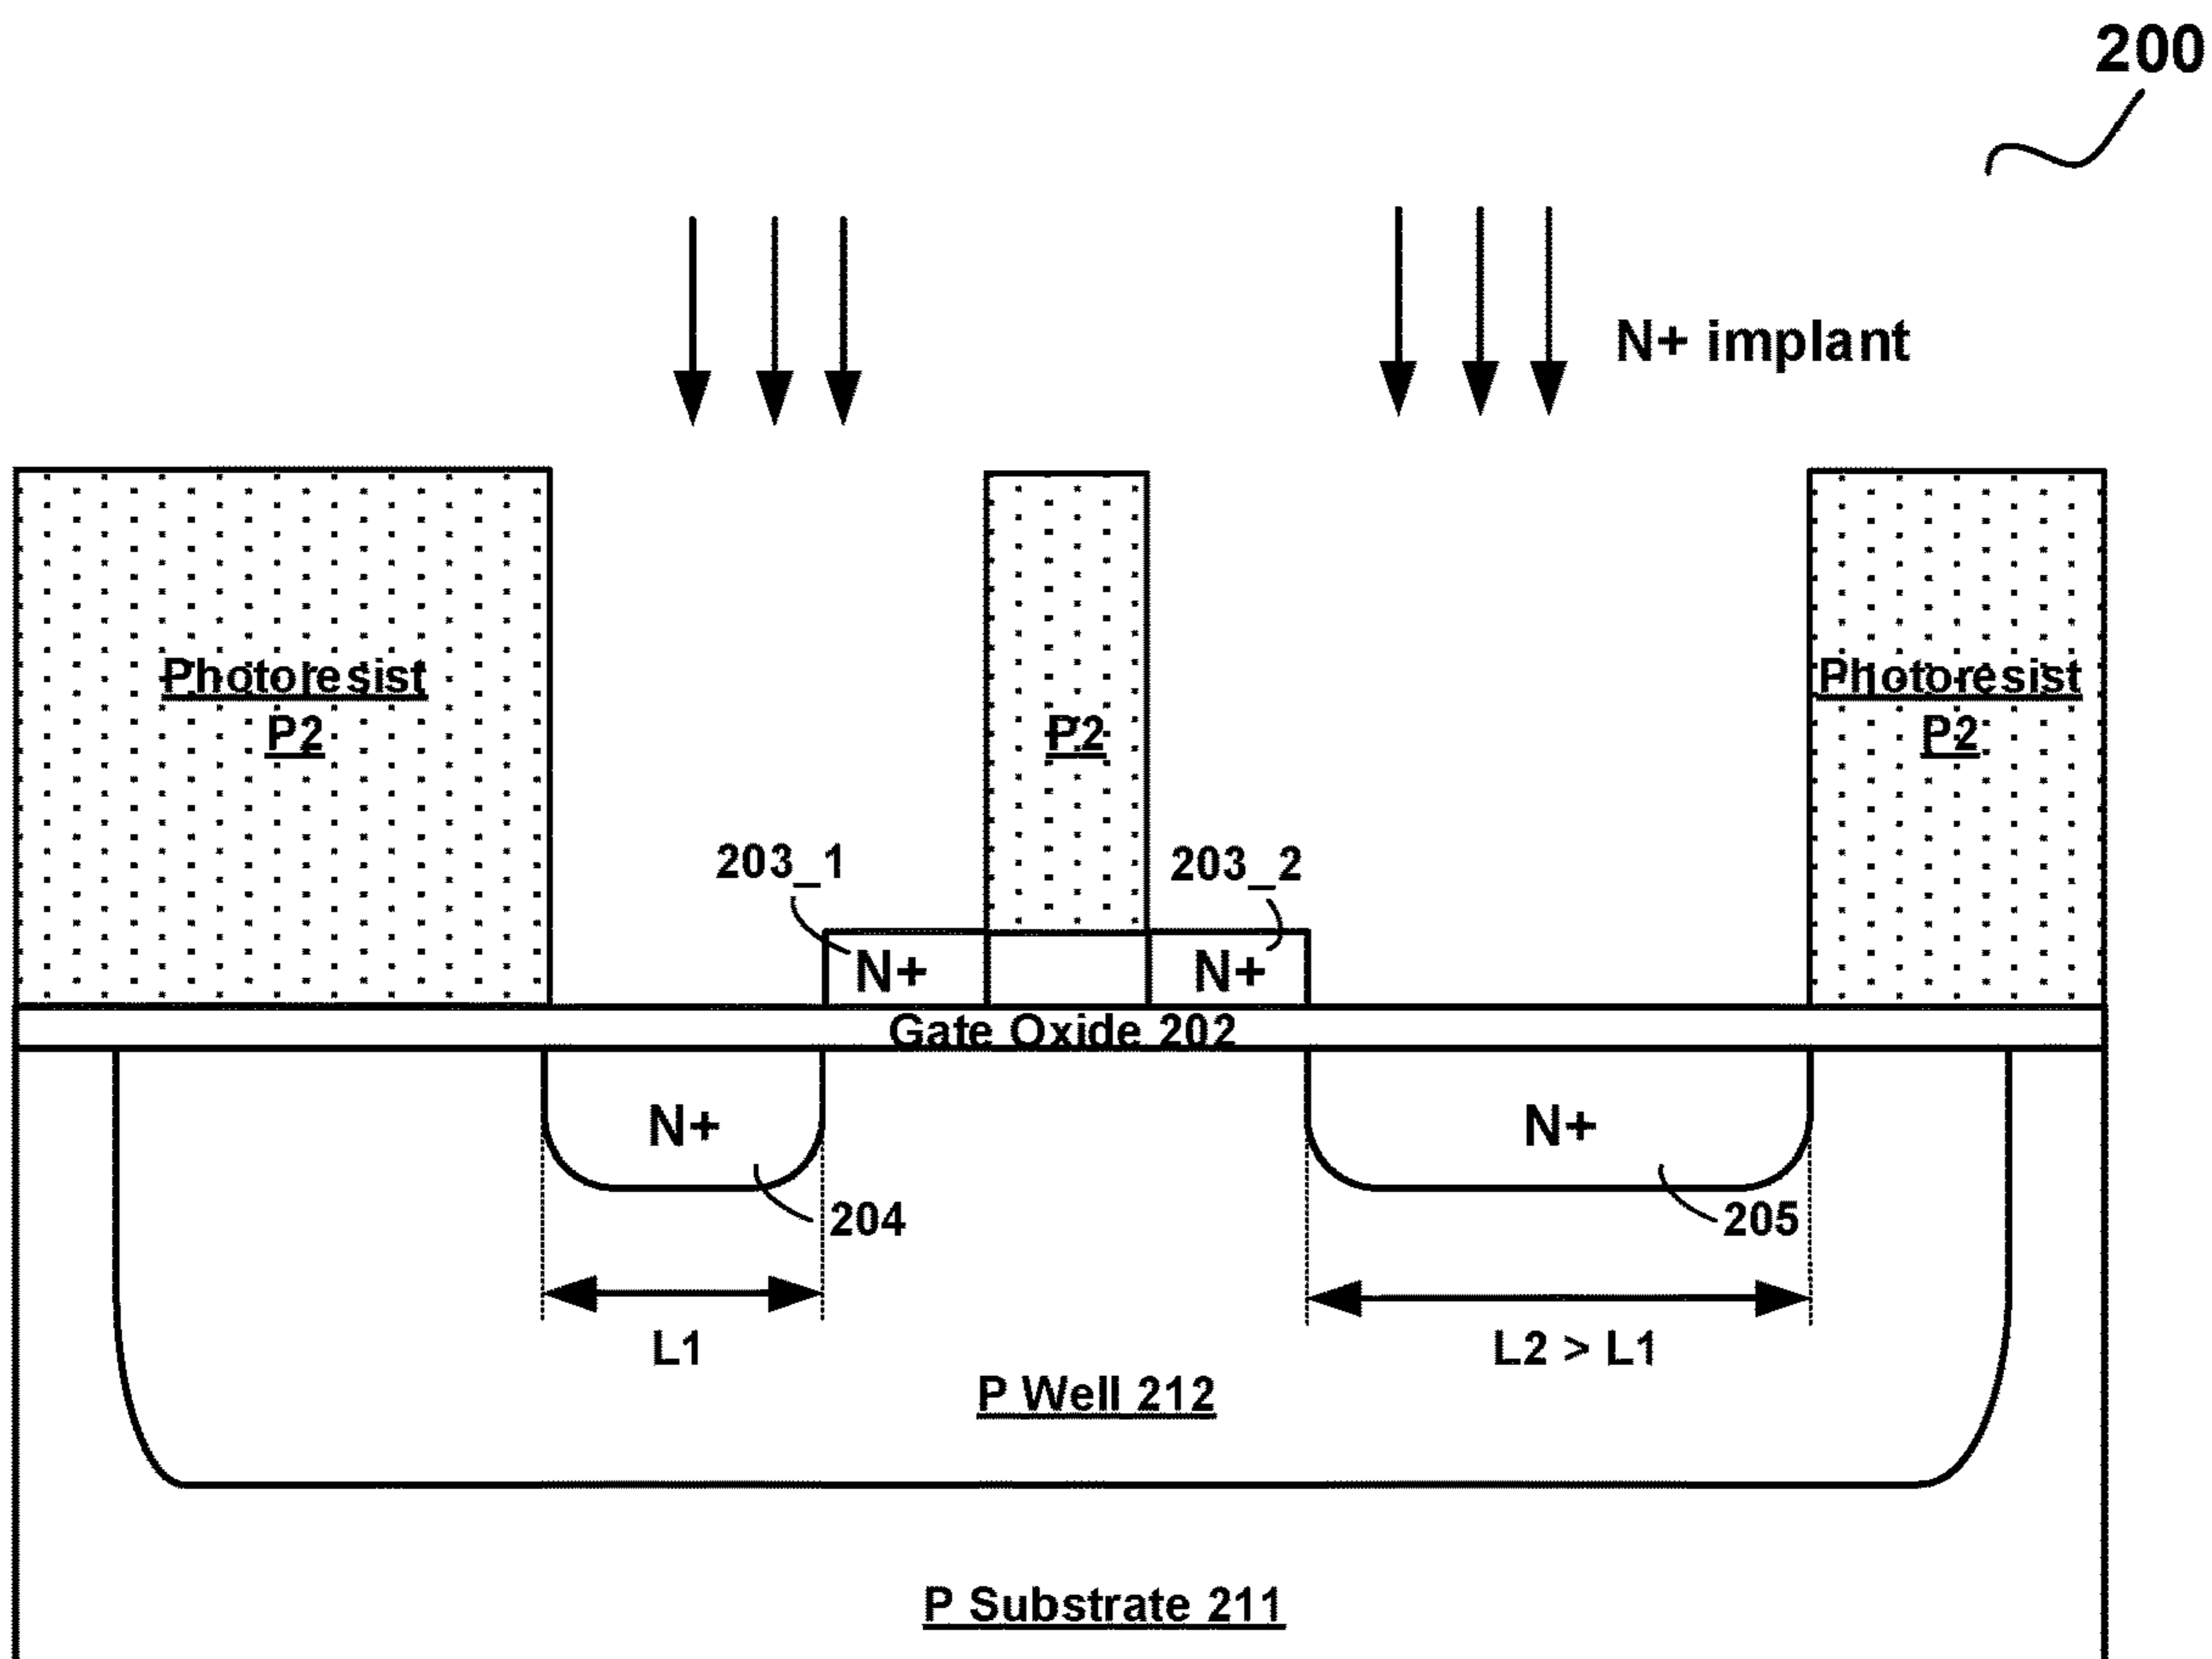 200
N+ implant
Photoresist
P2
P2
Photoresist
P2
203_1
203_2
N+
N+
Gate Oxide 202
N+
N+
204
205
L1
L2 > L1
P Well 212
P Substrate 211